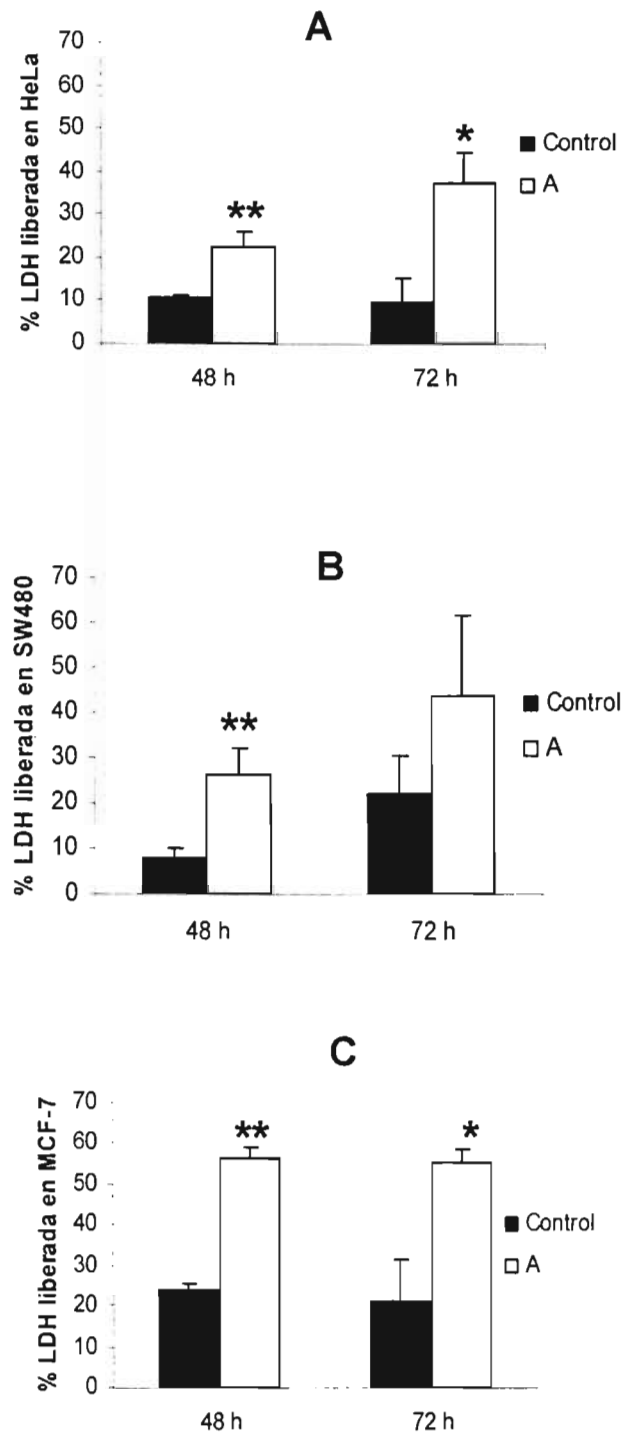 A
% LDH liberada en HeLa
70
60
50
40
30
20
10
0
**
*
Control
A
48 h
72 h
B
% LDH liberada en SW480
70
60
50
40
30
20
10
0
**
Control
A
48 h
72 h
C
% LDH liberada en MCF-7
70
60
50
40
30
20
10
0
**
*
Control
A
48 h
72 h